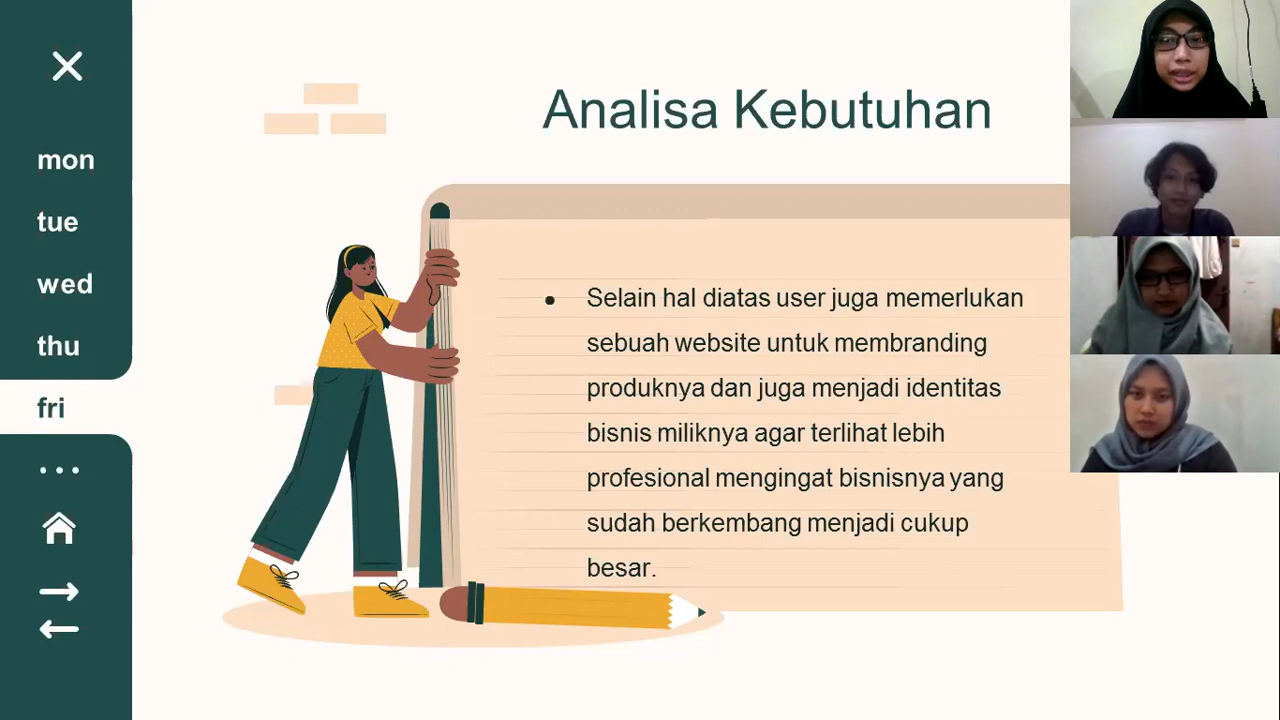 mon
tue
wed
thu
fri
Analisa Kebutuhan
• Selain hal diatas user juga memerlukan
sebuah website untuk membranding
produknya dan juga menjadi identitas
bisnis miliknya agar terlihat lebih
profesional mengingat bisnisnya yang
sudah berkembang menjadi cukup
besar.